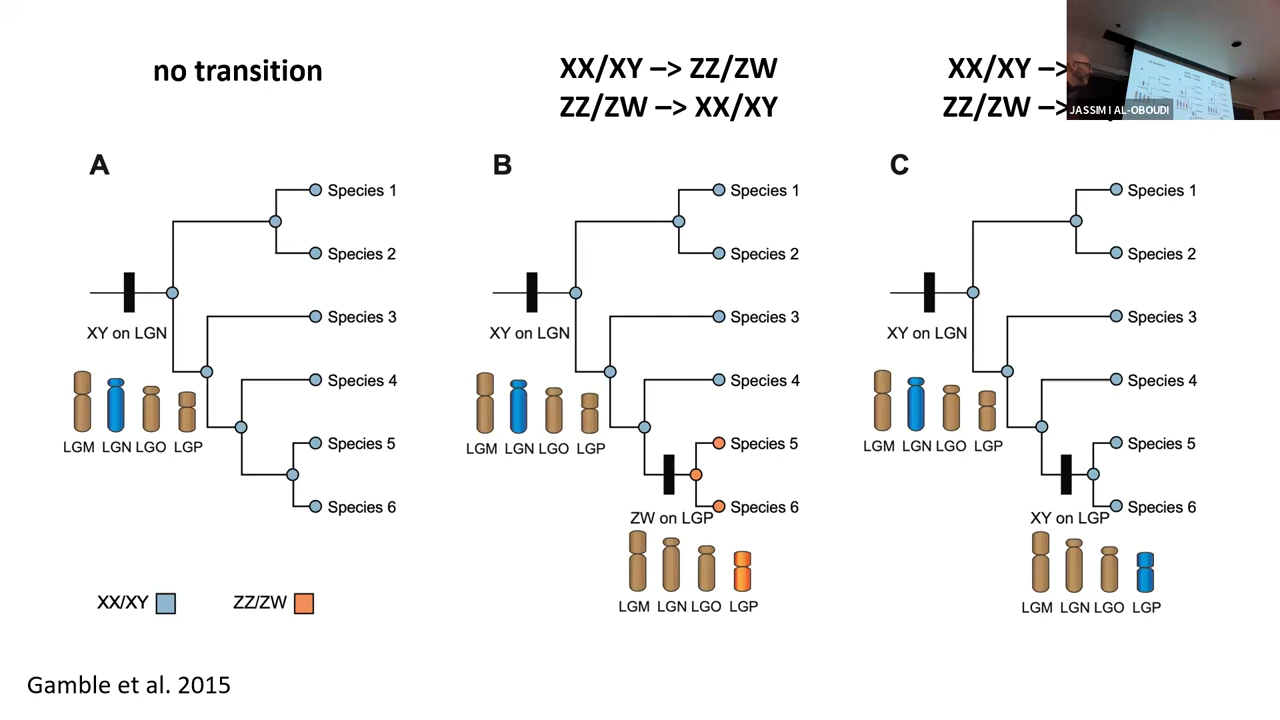 no transition
XX/XY –> ZZ/ZW
ZZ/ZW –> XX/XY
XX/XY –>
ZZ/ZW –>
JASSIM I AL-OBOUDI
A
Species 1
Species 2
Species 3
Species 4
Species 5
Species 6
XY on LGN
LGM LGN LGO LGP
XX/XY
ZZ/ZW
B
Species 1
Species 2
Species 3
Species 4
Species 5
Species 6
XY on LGN
LGM LGN LGO LGP
ZW on LGP
LGM LGN LGO LGP
C
Species 1
Species 2
Species 3
Species 4
Species 5
Species 6
XY on LGN
LGM LGN LGO LGP
XY on LGP
LGM LGN LGO LGP
Gamble et al. 2015